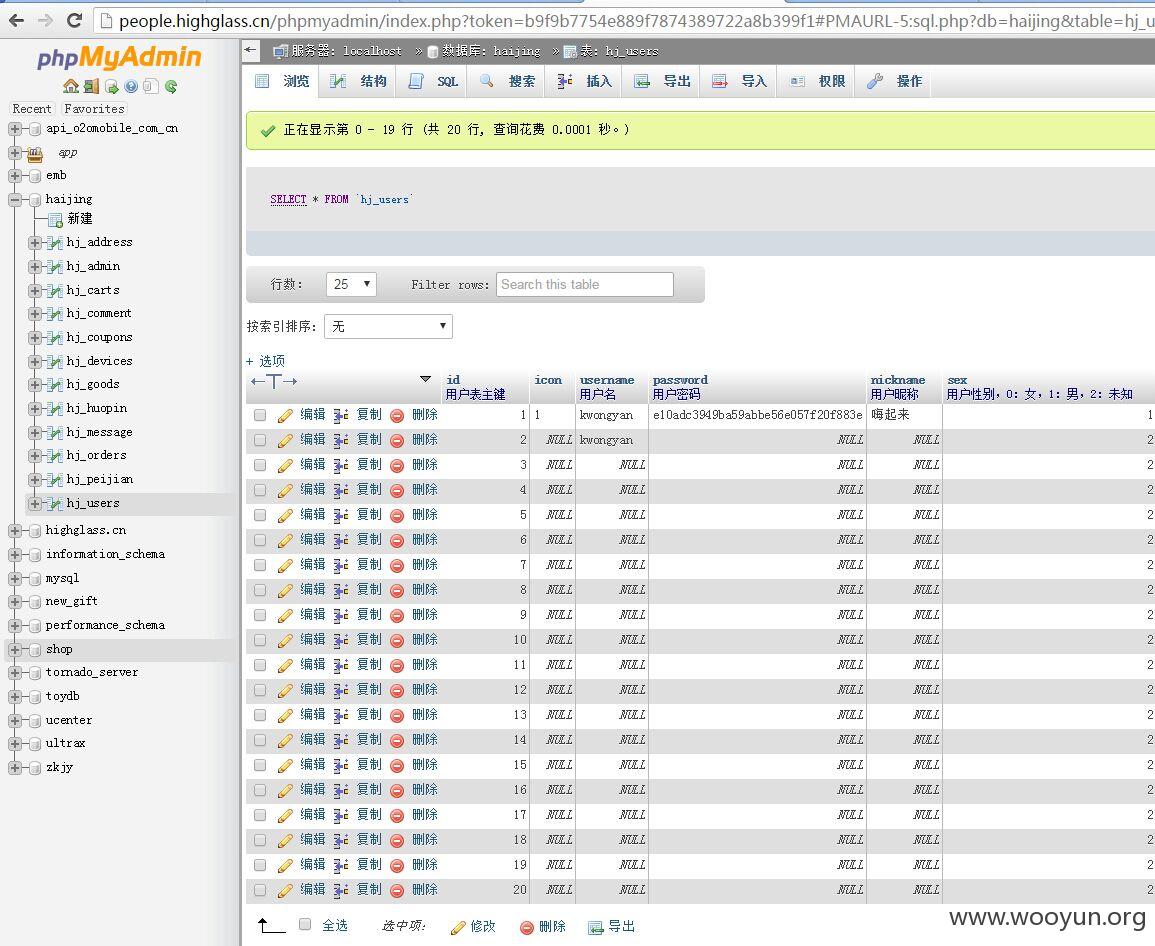 people.highglass.cn/phpmyadmin/index.php?token=b9f9b7754e889f7874389722a8b399f1#PMAURL-5:sql.php?db=haijing&table=hj_u
phpMyAdmin
Recent Favorites
api_o2omobile_com_cn
app
emb
haijing
新建
hj_address
hj_admin
hj_carts
hj_comment
hj_coupons
hj_devices
hj_goods
hj_huopin
hj_message
hj_orders
hj_peijian
hj_users
highglass.cn
information_schema
mysql
new_gift
performance_schema
shop
tornado_server
toydb
ucenter
ultrax
zkjy
服务器: localhost » 数据库: haijing » 表: hj_users
浏览 结构 SQL 搜索 插入 导出 导入 权限 操作
正在显示第 0 - 19 行 (共 20 行, 查询花费 0.0001 秒。)
SELECT * FROM `hj_users`
行数: 25 Filter rows: Search this table
按索引排序: 无
+ 选项
←T→ id icon username password nickname sex
用户表主键 用户名 用户密码 用户昵称 用户性别，0：女，1：男，2：未知
编辑 复制 删除 1 1 kwongyan e10adc3949ba59abbe56e057f20f883e 嗨起来 1
编辑 复制 删除 2 NULL kwongyan NULL NULL 2
编辑 复制 删除 3 NULL NULL NULL NULL 2
编辑 复制 删除 4 NULL NULL NULL NULL 2
编辑 复制 删除 5 NULL NULL NULL NULL 2
编辑 复制 删除 6 NULL NULL NULL NULL 2
编辑 复制 删除 7 NULL NULL NULL NULL 2
编辑 复制 删除 8 NULL NULL NULL NULL 2
编辑 复制 删除 9 NULL NULL NULL NULL 2
编辑 复制 删除 10 NULL NULL NULL NULL 2
编辑 复制 删除 11 NULL NULL NULL NULL 2
编辑 复制 删除 12 NULL NULL NULL NULL 2
编辑 复制 删除 13 NULL NULL NULL NULL 2
编辑 复制 删除 14 NULL NULL NULL NULL 2
编辑 复制 删除 15 NULL NULL NULL NULL 2
编辑 复制 删除 16 NULL NULL NULL NULL 2
编辑 复制 删除 17 NULL NULL NULL NULL 2
编辑 复制 删除 18 NULL NULL NULL NULL 2
编辑 复制 删除 19 NULL NULL NULL NULL 2
编辑 复制 删除 20 NULL NULL NULL NULL 2
全选 选中项: 修改 删除 导出
www.wooyun.org